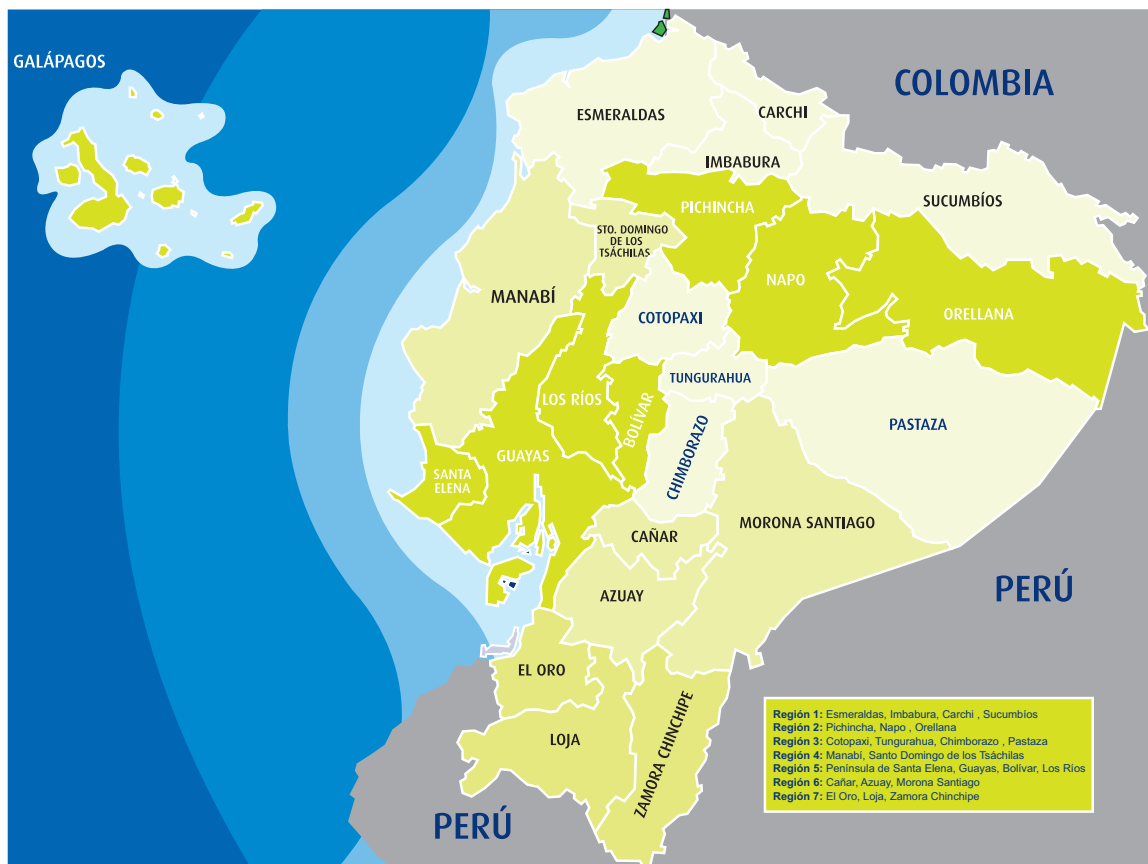 GALÁPAGOS
COLOMBIA
ESMERALDAS
CARCHI
IMBABURA
SUCUMBÍOS
PICHINCHA
STO. DOMINGO
DE LOS
TSÁCHILAS
NAPO
MANABÍ
ORELLANA
COTOPAXI
TUNGURAHUA
LOS RÍOS
BOLÍVAR
PASTAZA
GUAYAS
CHIMBORAZO
SANTA
ELENA
MORONA SANTIAGO
CAÑAR
AZUAY
PERÚ
EL ORO
LOJA
ZAMORA CHINCHIPE
PERÚ
Región 1: Esmeraldas, Imbabura, Carchi , Sucumbios
Región 2: Pichincha, Napo , Orellana
Región 3: Cotopaxi, Tungurahua, Chimborazo , Pastaza
Región 4: Manabí, Santo Domingo de los Tsáchilas
Región 5: Península de Santa Elena, Guayas, Bolívar, Los Ríos
Región 6: Cañar, Azuay, Morona Santiago
Región 7: El Oro, Loja, Zamora Chinchipe